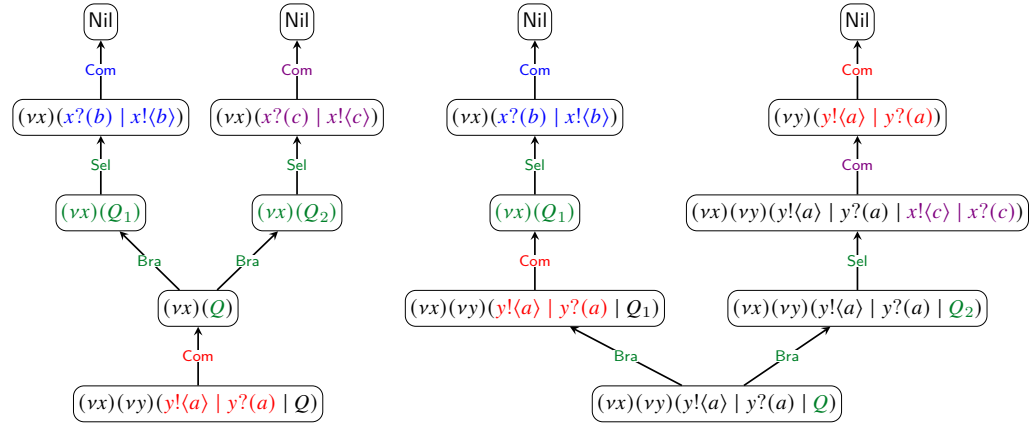 Nil Nil Nil Nil
Com Com Com Com
(νx)(x?(b) | x!⟨b⟩) (νx)(x?(c) | x!⟨c⟩) (νx)(x?(b) | x!⟨b⟩) (νy)(y!⟨a⟩ | y?(a))
Sel Sel Sel Com
(νx)(Q₁) (νx)(Q₂) (νx)(Q₁) (νx)(νy)(y!⟨a⟩ | y?(a) | x!⟨c⟩ | x?(c))
Bra Bra Com Sel
(νx)(Q) (νx)(νy)(y!⟨a⟩ | y?(a) | Q₁) (νx)(νy)(y!⟨a⟩ | y?(a) | Q₂)
Com Bra Bra
(νx)(νy)(y!⟨a⟩ | y?(a) | Q) (νx)(νy)(y!⟨a⟩ | y?(a) | Q)